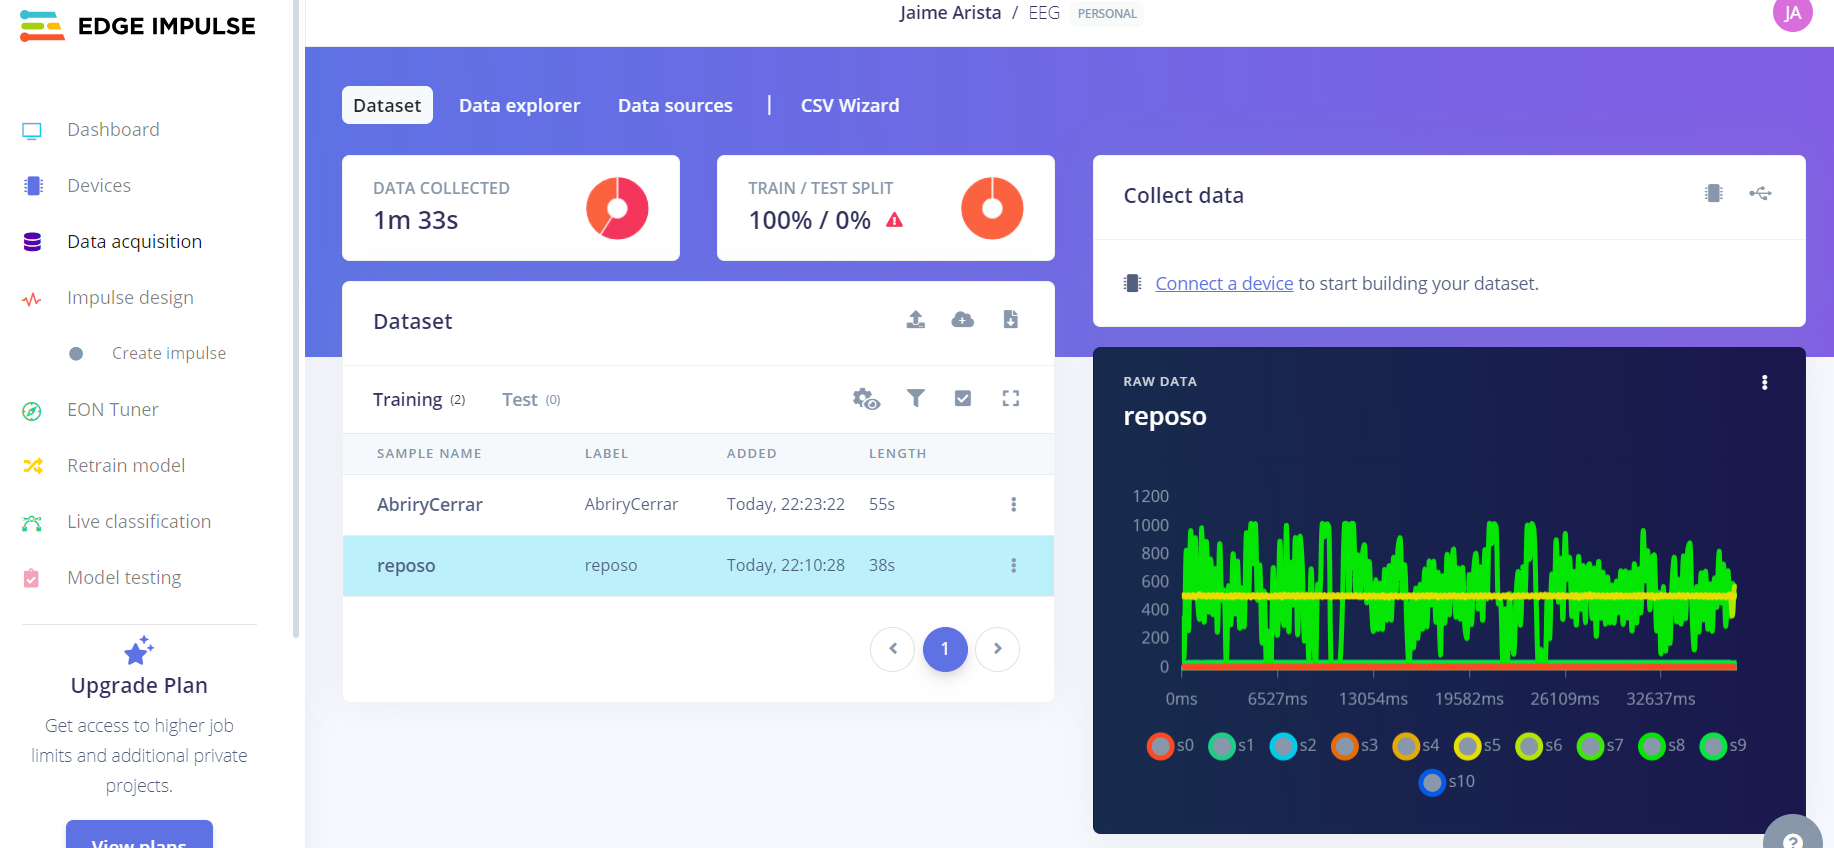 EDGE IMPULSE
Jaime Arista / EEG PERSONAL
JA
Dashboard
Devices
Data acquisition
Impulse design
Create impulse
EON Tuner
Retrain model
Live classification
Model testing
Upgrade Plan
Get access to higher job
limits and additional private
projects.
View plans
Dataset Data explorer Data sources | CSV Wizard
DATA COLLECTED
1m 33s
TRAIN / TEST SPLIT
100% / 0%
Collect data
Connect a device to start building your dataset.
Dataset
Training (2) Test (0)
SAMPLE NAME LABEL ADDED LENGTH
AbriryCerrar AbriryCerrar Today, 22:23:22 55s
reposo reposo Today, 22:10:28 38s
1
RAW DATA
reposo
1200
1000
800
600
400
200
0
0ms 6527ms 13054ms 19582ms 26109ms 32637ms
s0 s1 s2 s3 s4 s5 s6 s7 s8 s9
s10
?